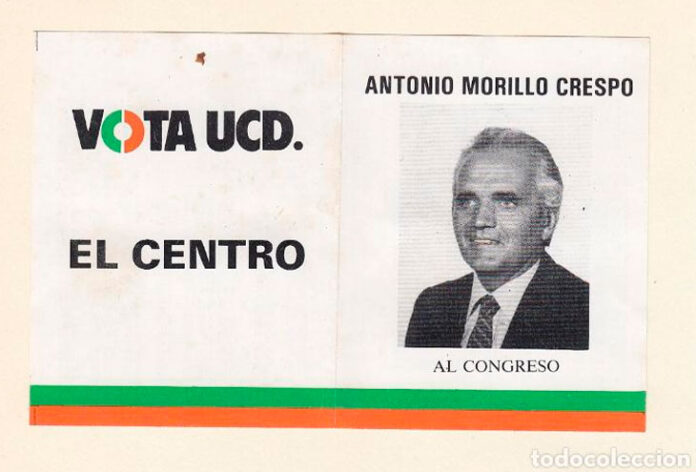 VOTA UCD.
EL CENTRO
ANTONIO MORILLO CRESPO
AL CONGRESO
todocoleccion